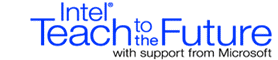 Intel®
Teach to the Future
with support from Microsoft